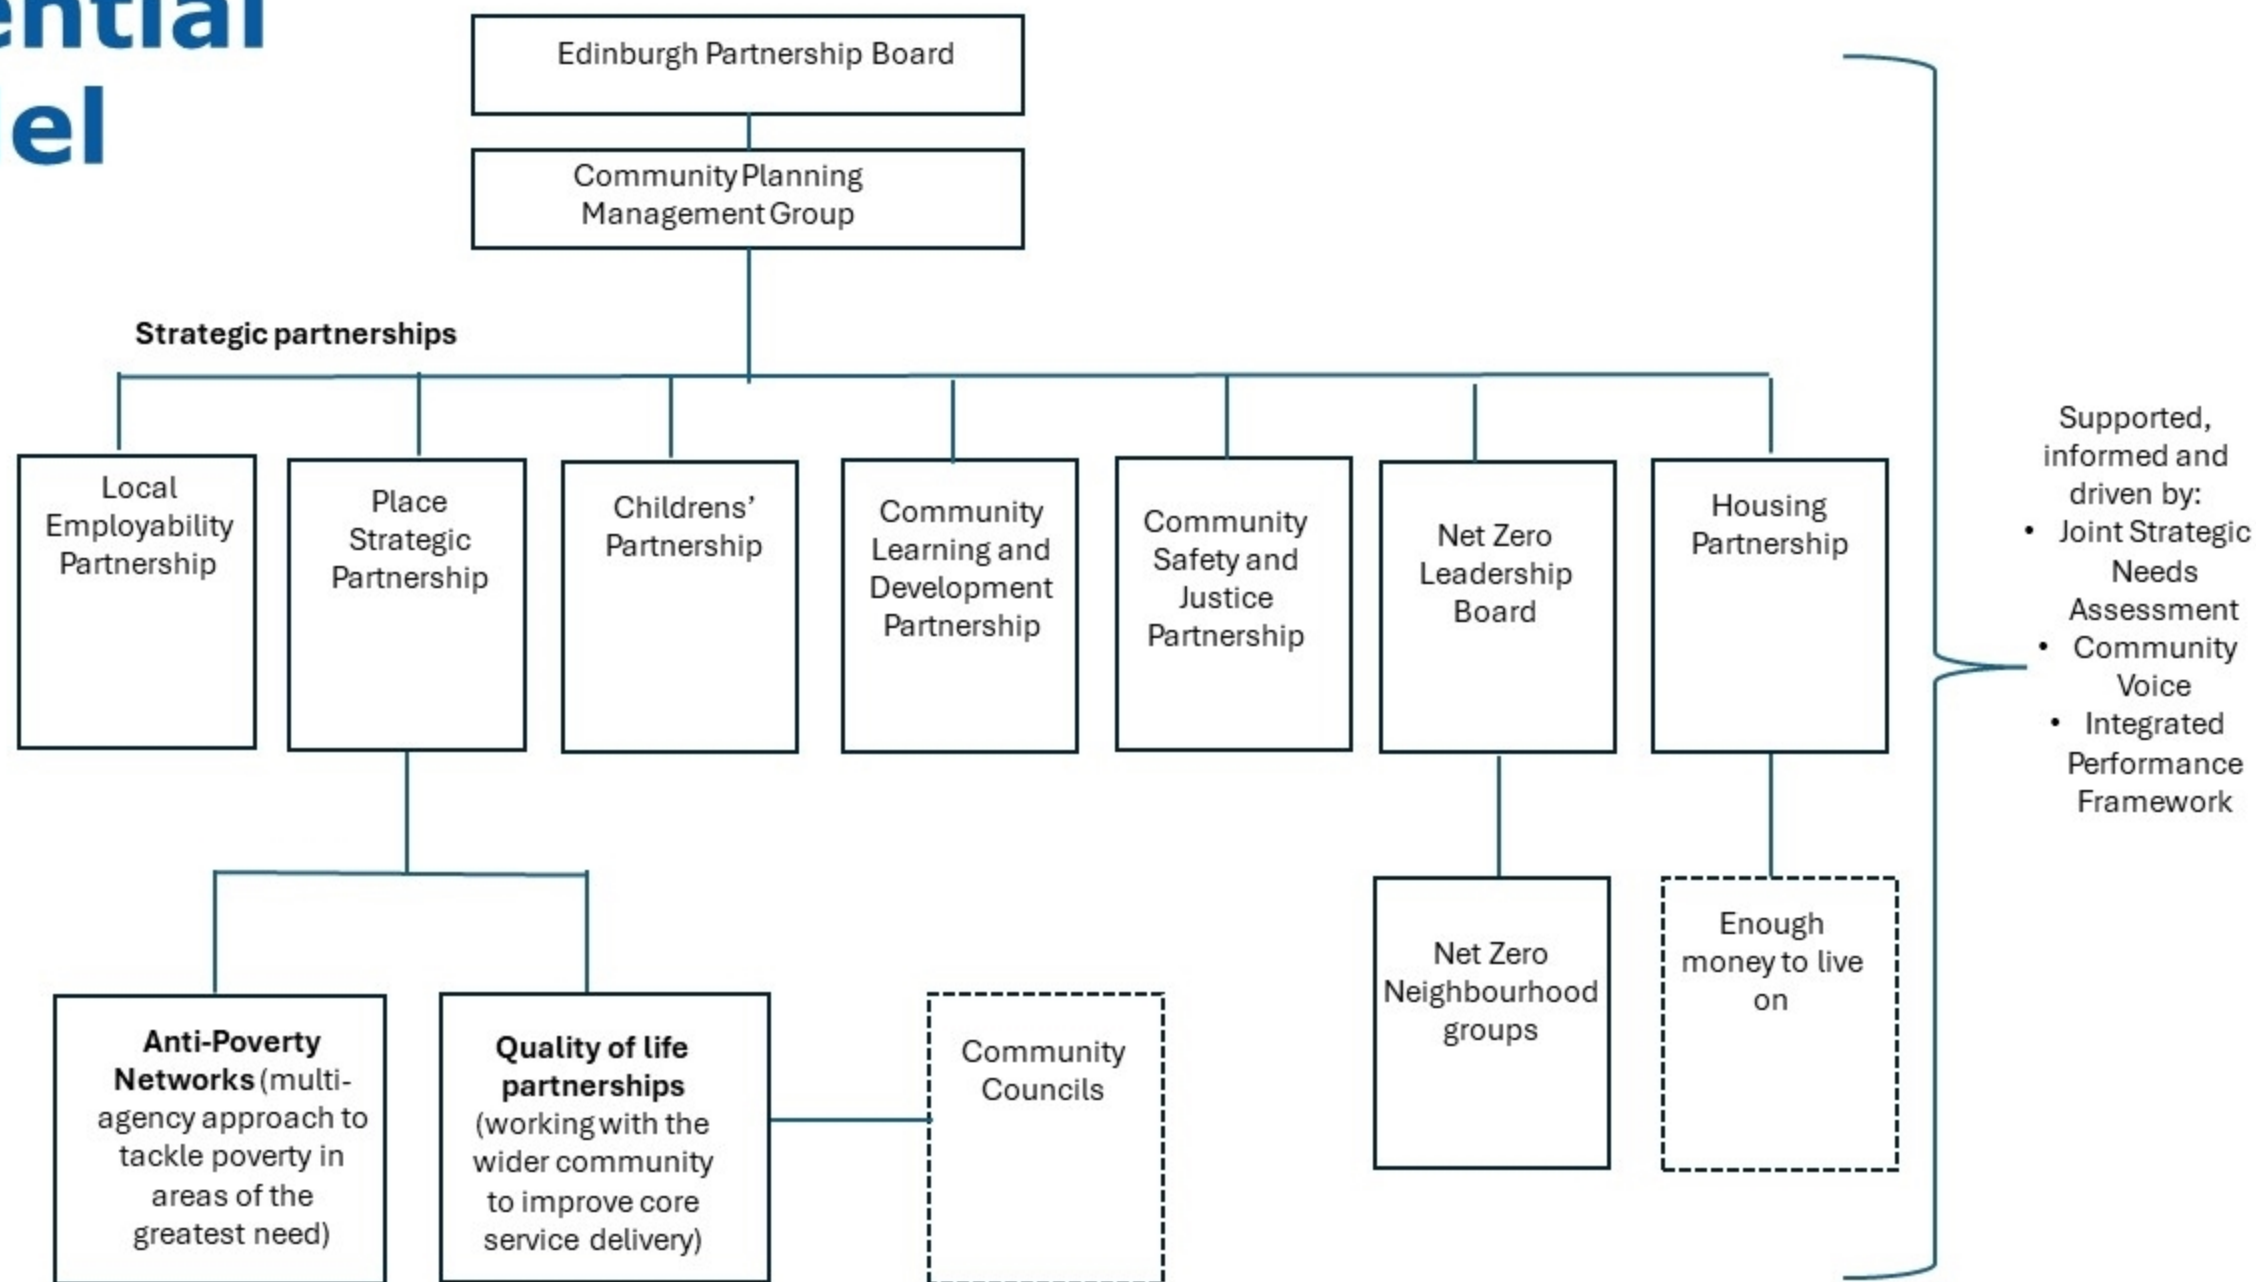 ential
del
Edinburgh Partnership Board
Community Planning
Management Group
Strategic partnerships
Local
Employability
Partnership
Place
Strategic
Partnership
Childrens’
Partnership
Community
Learning and
Development
Partnership
Community
Safety and
Justice
Partnership
Net Zero
Leadership
Board
Housing
Partnership
Supported,
informed and
driven by:
• Joint Strategic
Needs
Assessment
• Community
Voice
• Integrated
Performance
Framework
Anti-Poverty
Networks (multi-
agency approach to
tackle poverty in
areas of the
greatest need)
Quality of life
partnerships
(working with the
wider community
to improve core
service delivery)
Community
Councils
Net Zero
Neighbourhood
groups
Enough
money to live
on